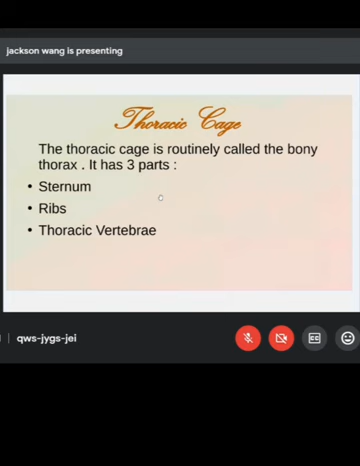 jackson wang is presenting
Thoracic Cage
The thoracic cage is routinely called the bony
thorax . It has 3 parts :
• Sternum
• Ribs
• Thoracic Vertebrae
| qws-jygs-jei